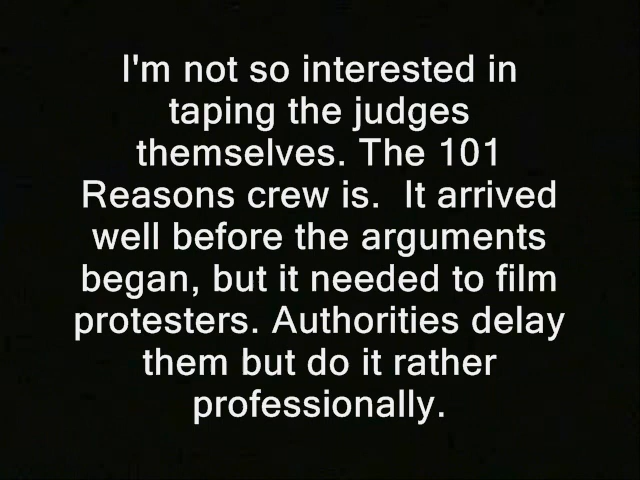 I'm not so interested in
taping the judges
themselves. The 101
Reasons crew is.  It arrived
well before the arguments
began, but it needed to film
protesters. Authorities delay
them but do it rather
professionally.